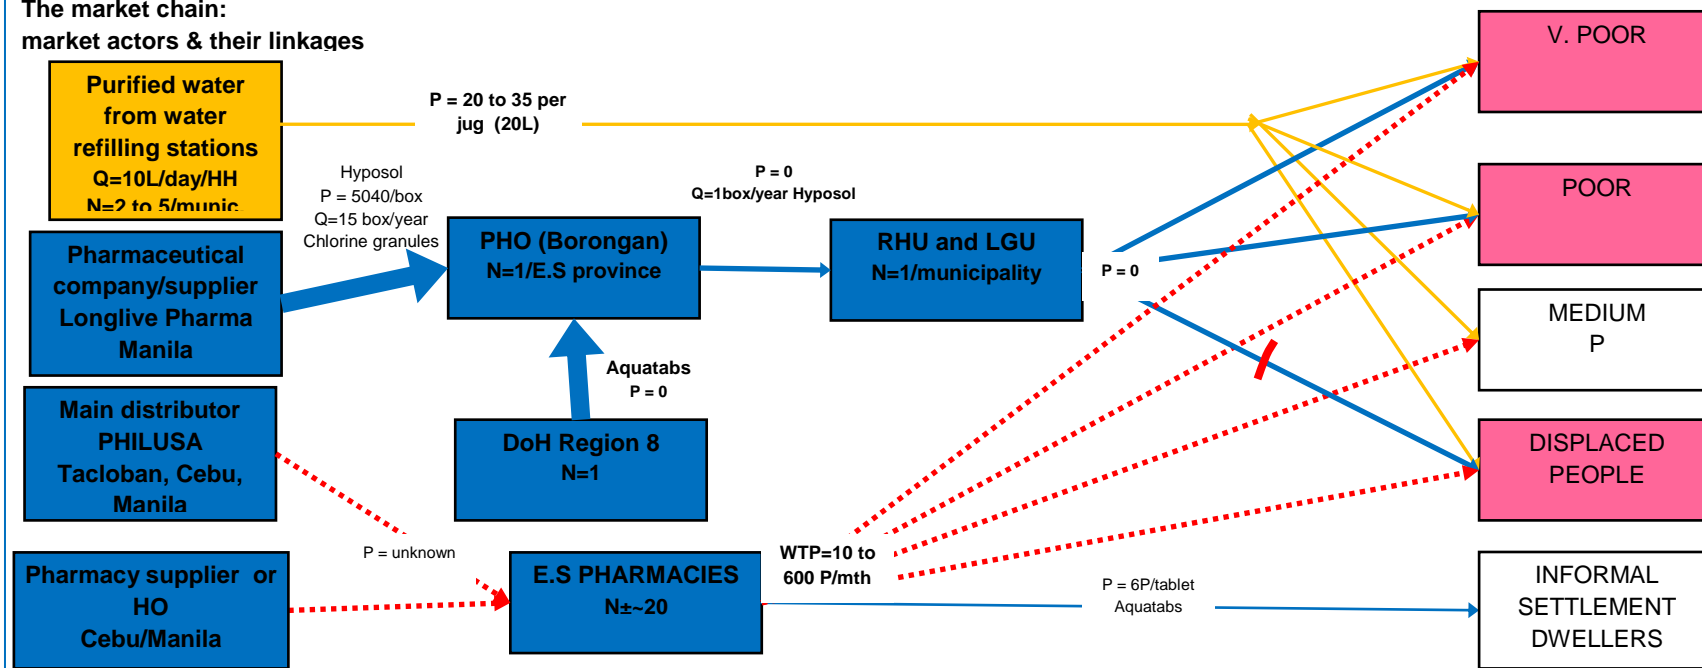 The market chain:
market actors & their linkages
Purified water
from water
refilling stations
Q=10L/day/HH
N=2 to 5/munic.
P = 20 to 35 per
jug (20L)
Hyposol
P = 5040/box
Q=15 box/year
Chlorine granules
P = 0
Q=1box/year Hyposol
Pharmaceutical
company/supplier
Longlive Pharma
Manila
PHO (Borongan)
N=1/E.S province
RHU and LGU
N=1/municipality
P = 0
Aquatabs
P = 0
Main distributor
PHILUSA
Tacloban, Cebu,
Manila
DoH Region 8
N=1
P = unknown
Pharmacy supplier or
HO
Cebu/Manila
E.S PHARMACIES
N±~20
WTP=10 to
600 P/mth
P = 6P/tablet
Aquatabs
V. POOR
POOR
MEDIUM
P
DISPLACED
PEOPLE
INFORMAL
SETTLEMENT
DWELLERS